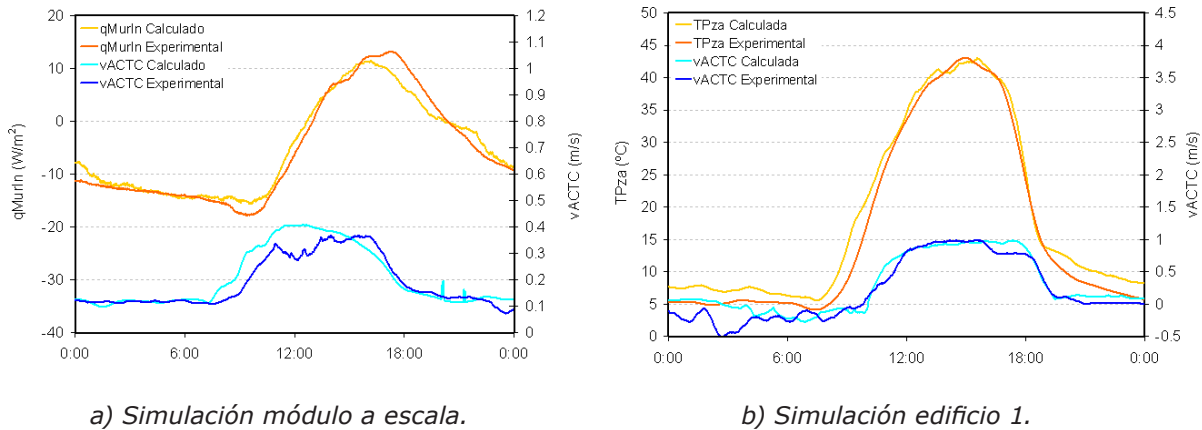 qMurIn Calculado
qMurIn Experimental
vACTC Calculado
vACTC Experimental
20
10
0
-10
-20
-30
-40
qMurIn (W/m²)
1.2
1.1
1
0.9
0.8
0.7
0.6
0.5
0.4
0.3
0.2
0.1
0
vACTC (m/s)
0:00 6:00 12:00 18:00 0:00
a) Simulación módulo a escala.
TPza Calculada
TPza Experimental
vACTC Calculada
vACTC Experimental
50
45
40
35
30
25
20
15
10
5
0
TPza (ºC)
4.5
4
3.5
3
2.5
2
1.5
1
0.5
0
-0.5
vACTC (m/s)
0:00 6:00 12:00 18:00 0:00
b) Simulación edificio 1.